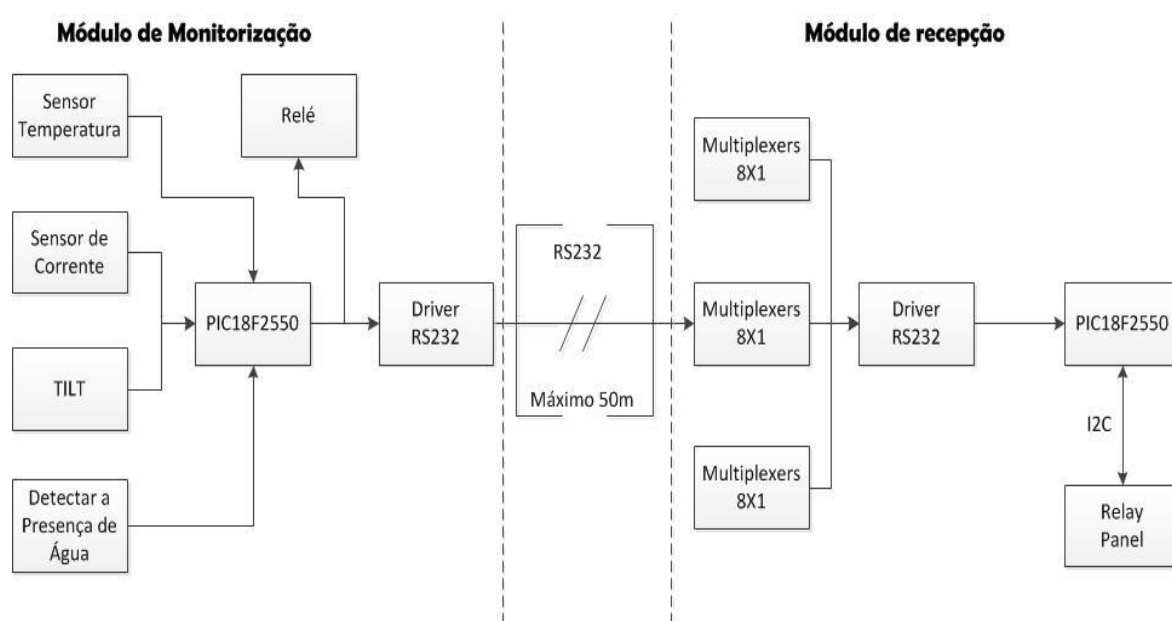 Módulo de Monitorização
Módulo de recepção
Sensor
Temperatura
Relé
Sensor de
Corrente
TILT
Detectar a
Presença de
Água
PIC18F2550
Driver
RS232
RS232
Máximo 50m
Multiplexers
8X1
Multiplexers
8X1
Multiplexers
8X1
Driver
RS232
PIC18F2550
I2C
Relay
Panel